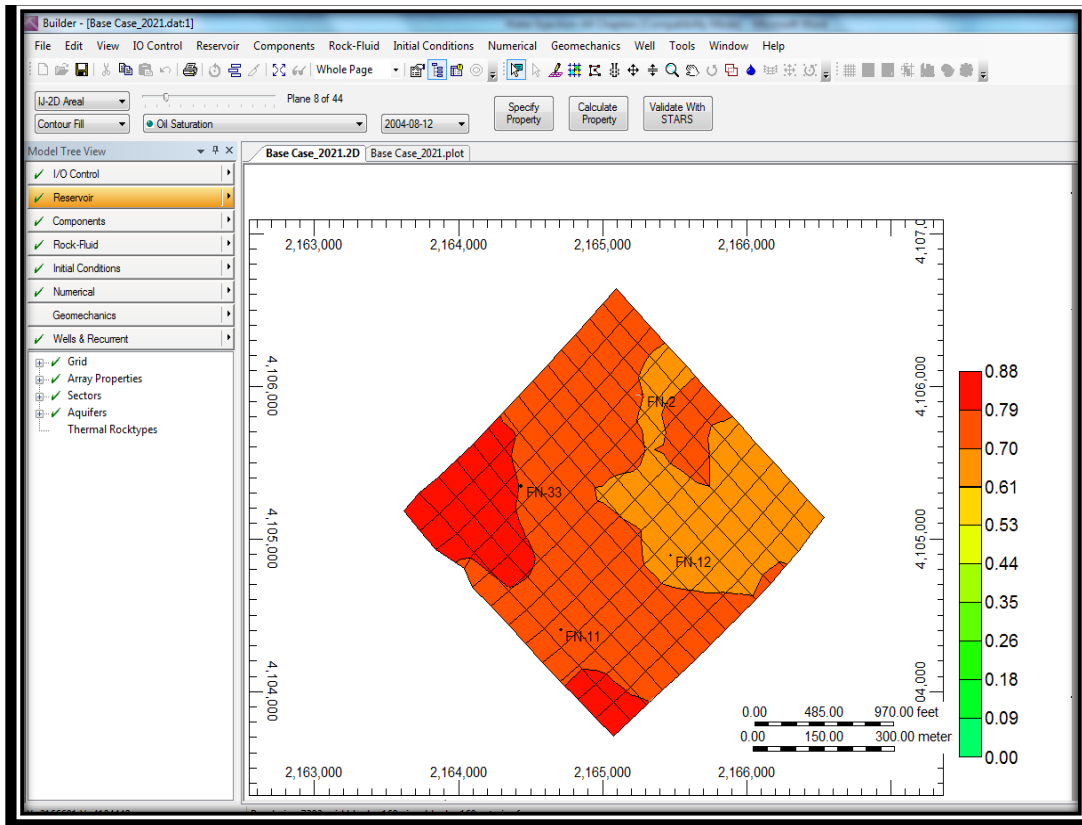 Builder - [Base Case_2021.dat:1]
File Edit View IO Control Reservoir Components Rock-Fluid Initial Conditions Numerical Geomechanics Well Tools Window Help
Whole Page
IJ-2D Areal Plane 8 of 44
Contour Fill Oil Saturation 2004-08-12
Specify Property
Calculate Property
Validate With STARS
Model Tree View
Base Case_2021.2D Base Case_2021.plot
I/O Control
Reservoir
Components
Rock-Fluid
Initial Conditions
Numerical
Geomechanics
Wells & Recurrent
Grid
Array Properties
Sectors
Aquifers
Thermal Rocktypes
2,163,000 2,164,000 2,165,000 2,166,000
4,107,0
4,106,000 4,106,000
4,105,000 4,105,000
4,104,000 04,000
FN-2
FN-33
FN-12
FN-11
0.88
0.79
0.70
0.61
0.53
0.44
0.35
0.26
0.18
0.09
0.00
0.00 485.00 970.00 feet
0.00 150.00 300.00 meter
2,163,000 2,164,000 2,165,000 2,166,000